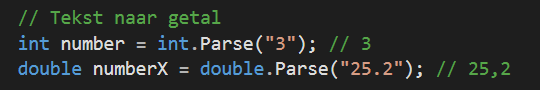 // Tekst naar getal
int number = int.Parse("3"); // 3
double numberX = double.Parse("25.2"); // 25,2